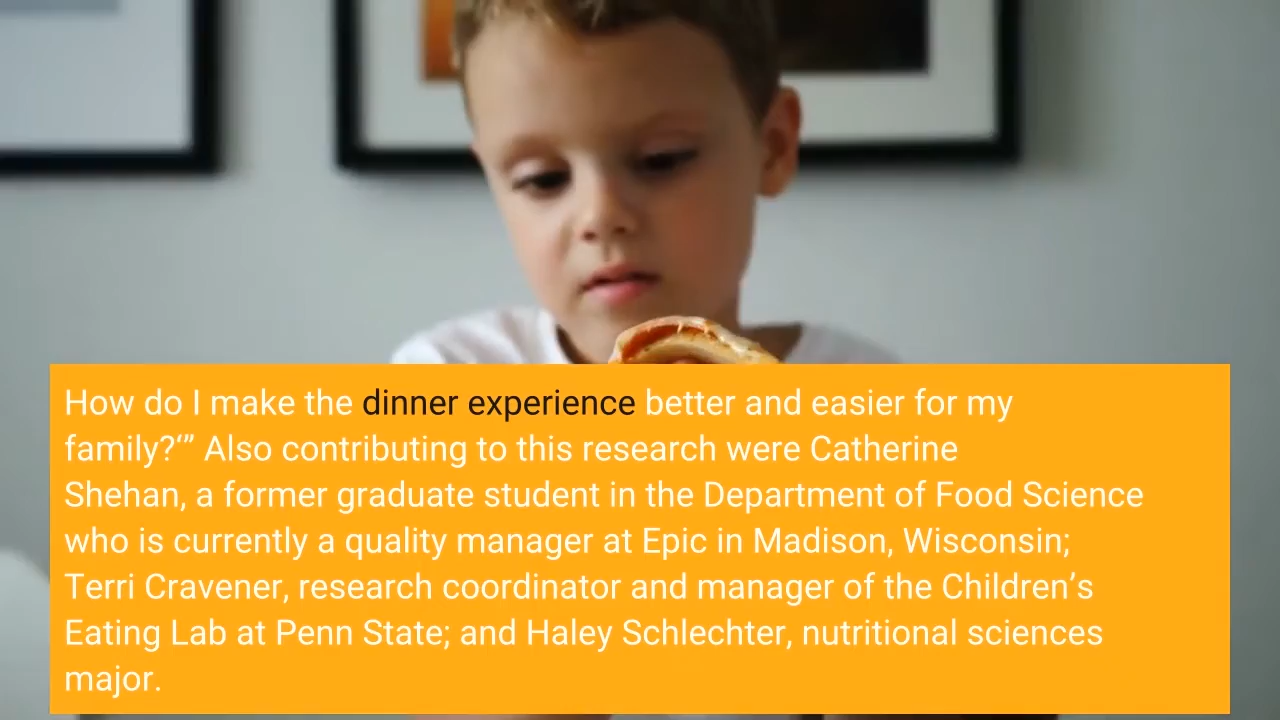 How do I make the dinner experience better and easier for my
family?‘” Also contributing to this research were Catherine
Shehan, a former graduate student in the Department of Food Science
who is currently a quality manager at Epic in Madison, Wisconsin;
Terri Cravener, research coordinator and manager of the Children’s
Eating Lab at Penn State; and Haley Schlechter, nutritional sciences
major.